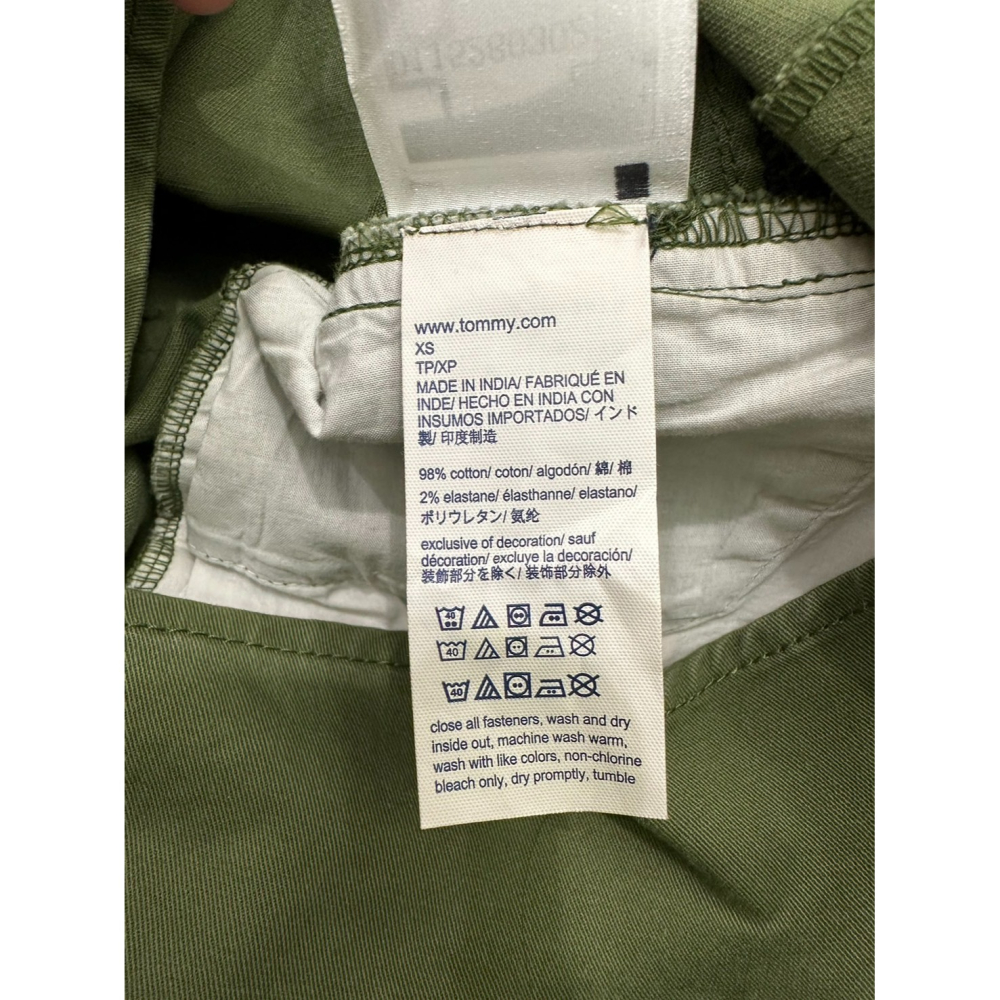 www.tommy.com
XS
TP/XP
MADE IN INDIA/ FABRIQUÉ EN
INDE/ HECHO EN INDIA CON
INSUMOS IMPORTADOS/ インド
製/ 印度制造
98% cotton/ coton/ algodón/ 綿/ 棉
2% elastane/ élasthanne/ elastano/
ポリウレタン/ 氨纶
exclusive of decoration/ sauf
décoration/ excluye la decoración/
装飾部分を除く/ 装饰部分除外
40
40
40
close all fasteners, wash and dry
inside out, machine wash warm,
wash with like colors, non-chlorine
bleach only, dry promptly, tumble